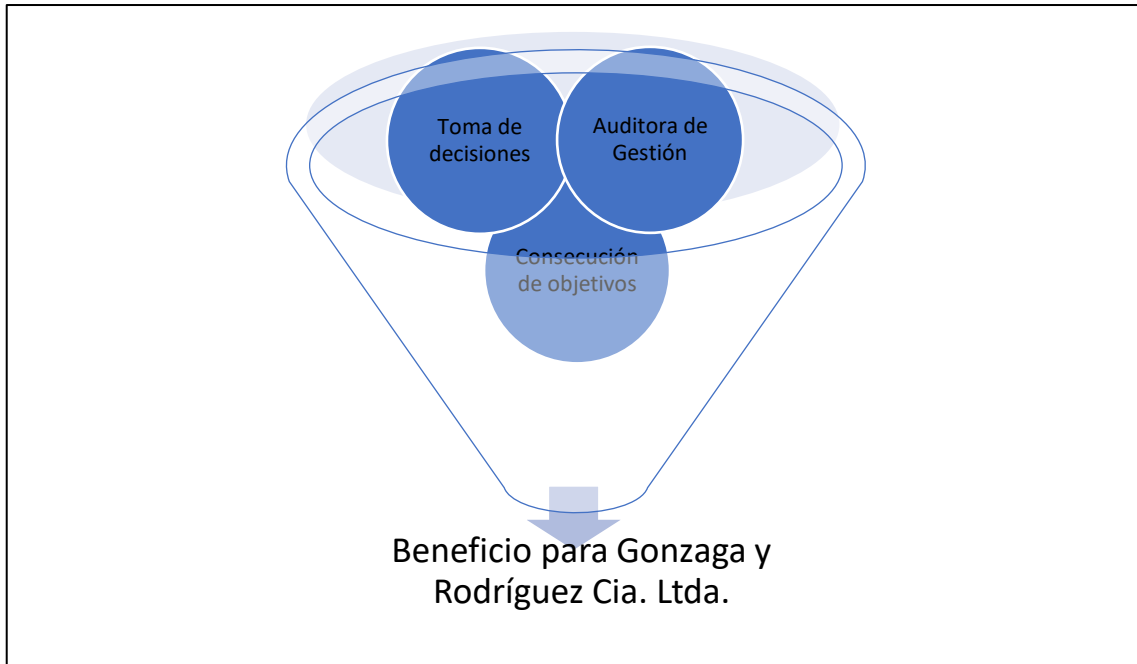 Toma de
decisiones
Auditora de
Gestión
Consecución
de objetivos
Beneficio para Gonzaga y
Rodríguez Cia. Ltda.